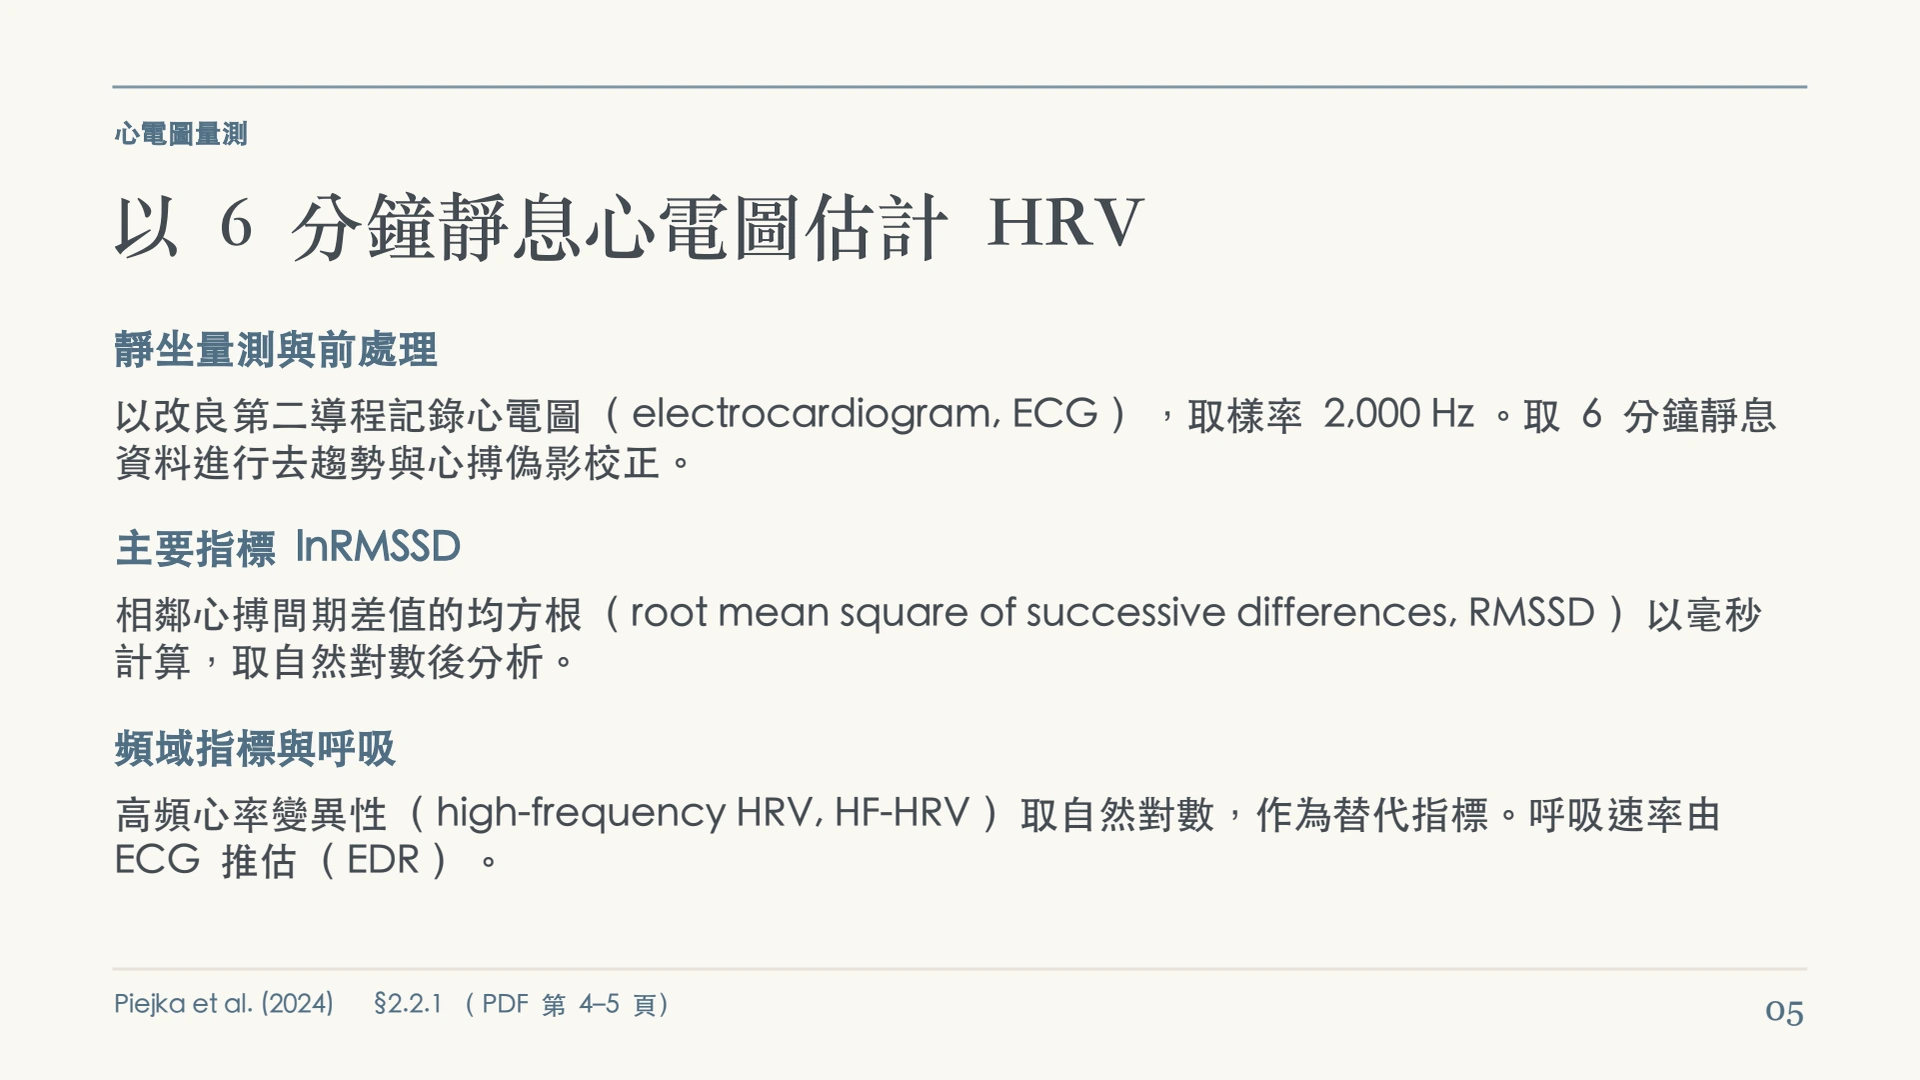 心電圖量測
以 6 分鐘靜息心電圖估計 HRV
靜坐量測與前處理
以改良第二導程記錄心電圖（electrocardiogram, ECG），取樣率 2,000 Hz。取 6 分鐘靜息
資料進行去趨勢與心搏偽影校正。
主要指標 lnRMSSD
相鄰心搏間期差值的均方根（root mean square of successive differences, RMSSD）以毫秒
計算，取自然對數後分析。
頻域指標與呼吸
高頻心率變異性（high-frequency HRV, HF-HRV）取自然對數，作為替代指標。呼吸速率由
ECG 推估（EDR）。
Piejka et al. (2024) §2.2.1（PDF 第 4–5 頁）
05